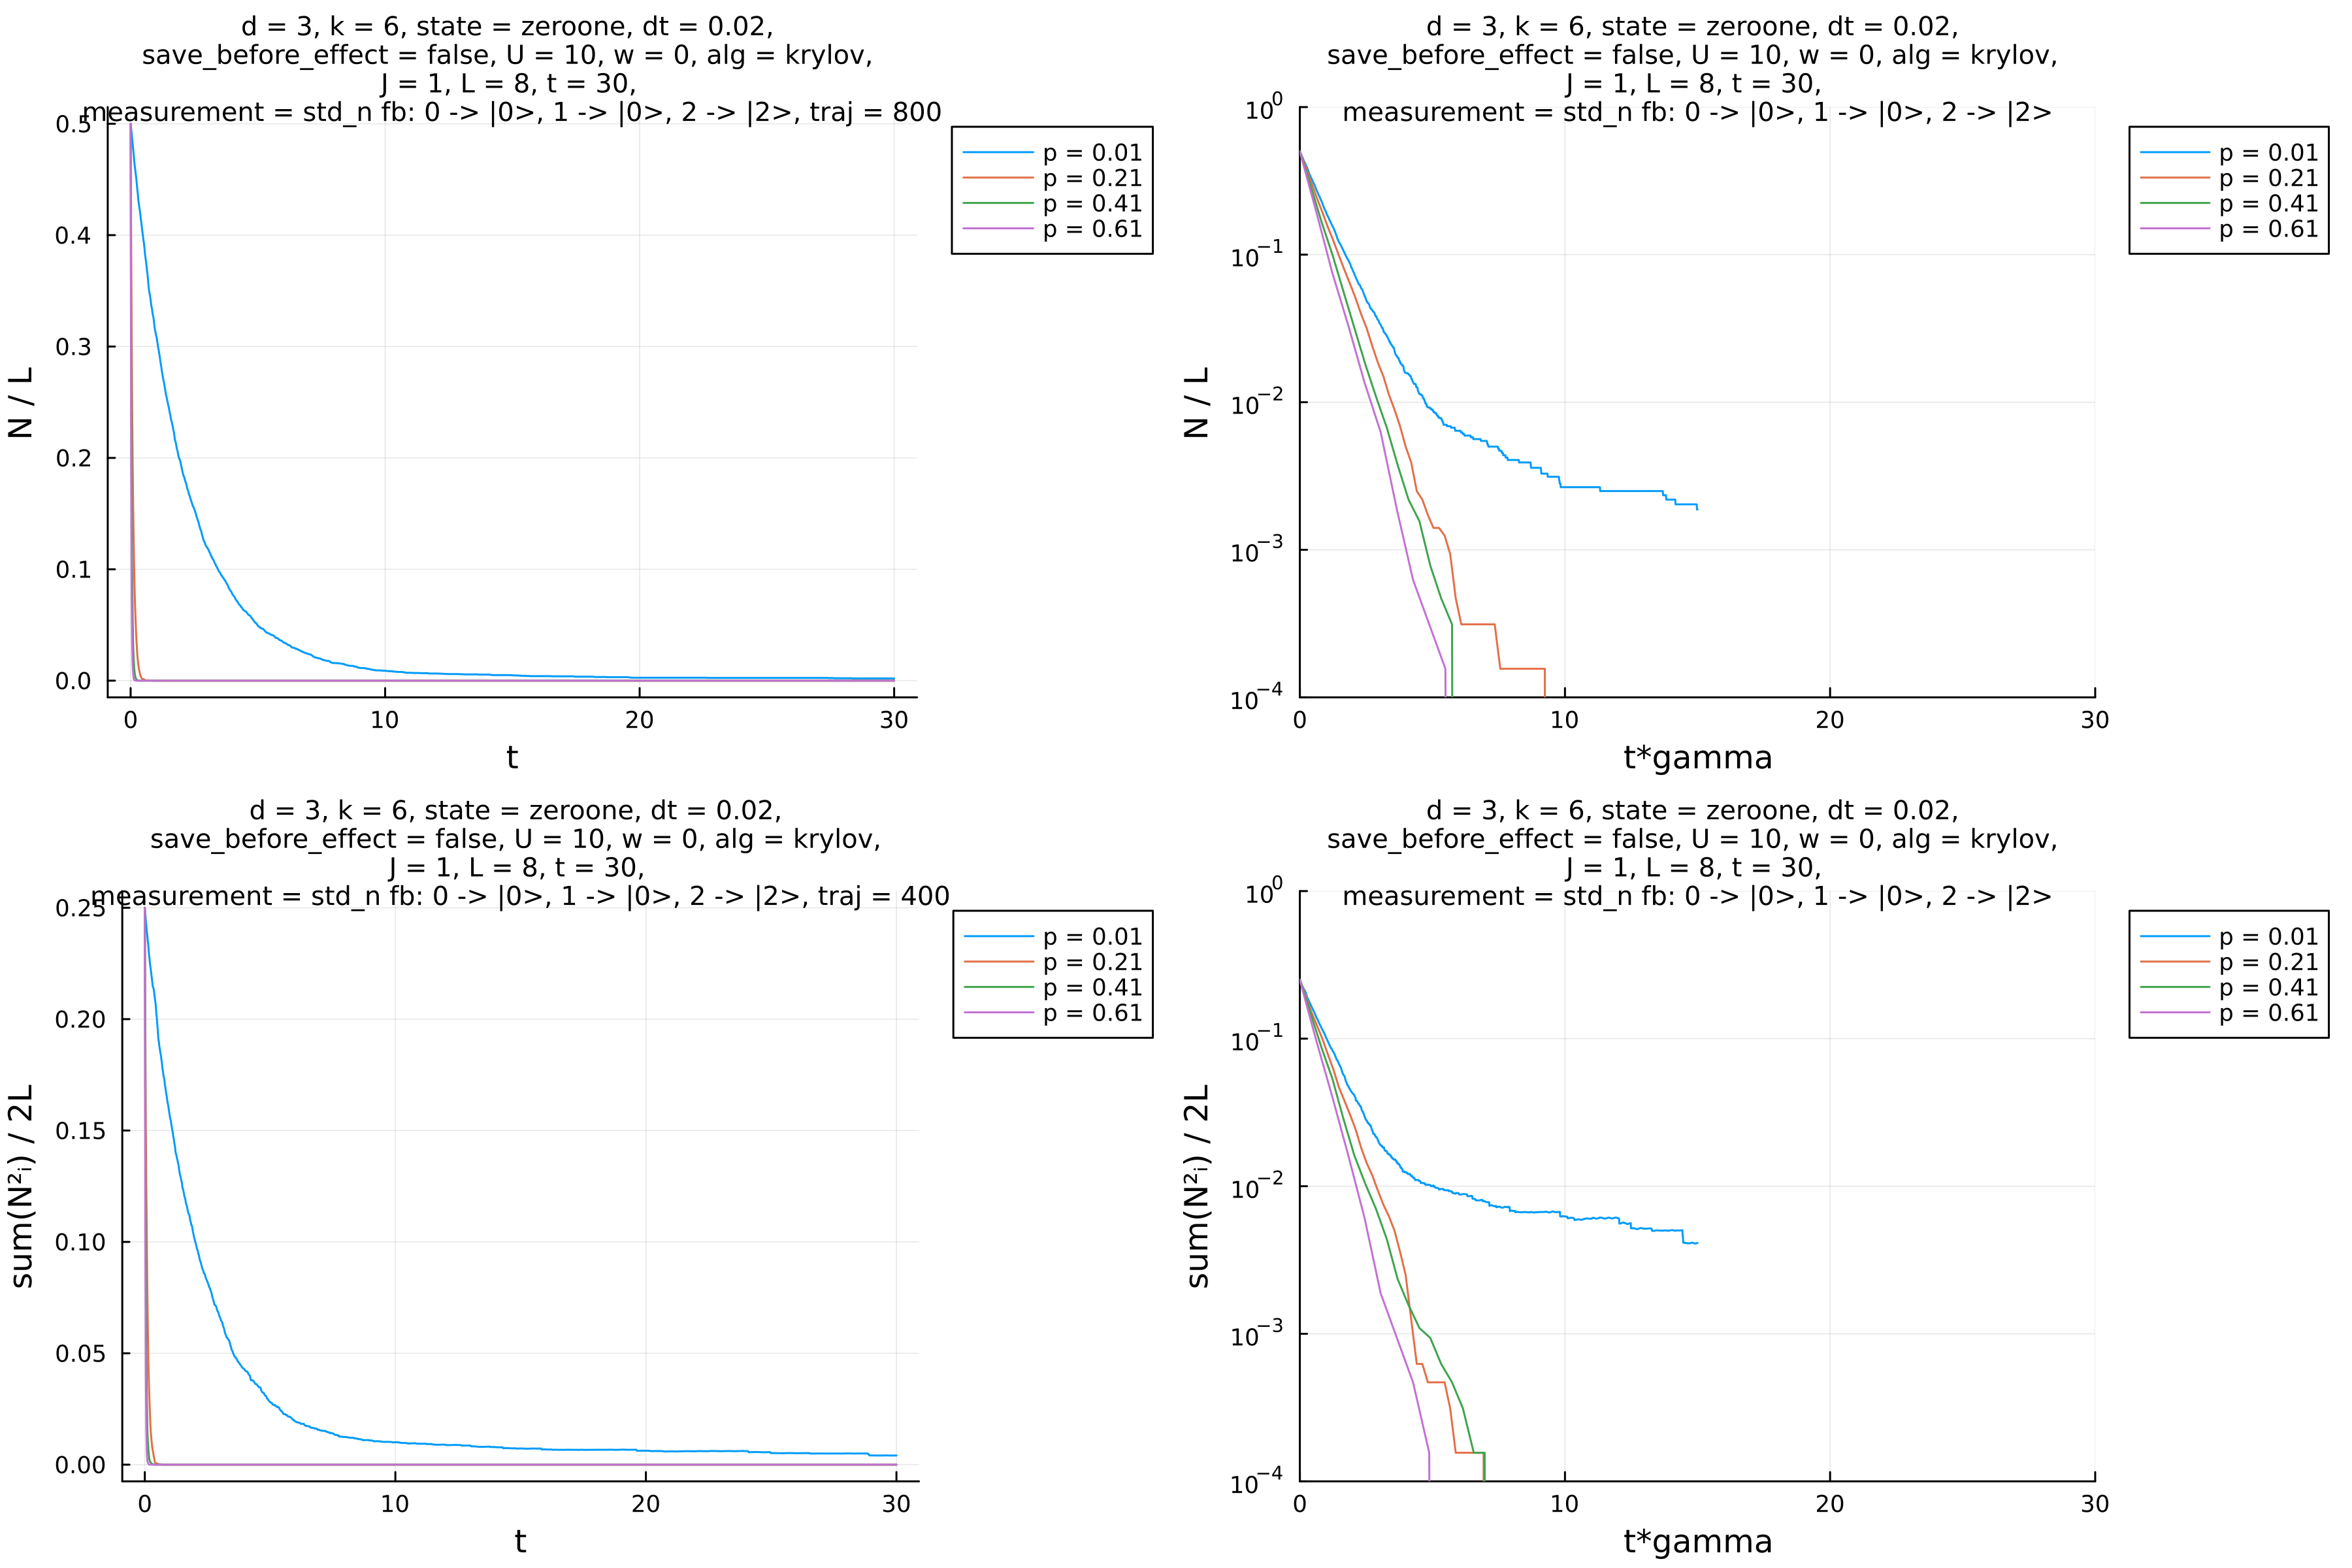 d = 3, k = 6, state = zeroone, dt = 0.02,
save_before_effect = false, U = 10, w = 0, alg = krylov,
J = 1, L = 8, t = 30,
measurement = std_n fb: 0 -> |0>, 1 -> |0>, 2 -> |2>, traj = 800
0.5
0.4
0.3
0.2
0.1
0.0
N / L
0
10
20
30
t
p = 0.01
p = 0.21
p = 0.41
p = 0.61
d = 3, k = 6, state = zeroone, dt = 0.02,
save_before_effect = false, U = 10, w = 0, alg = krylov,
J = 1, L = 8, t = 30,
measurement = std_n fb: 0 -> |0>, 1 -> |0>, 2 -> |2>
10⁰
10⁻¹
10⁻²
10⁻³
10⁻⁴
N / L
0
10
20
30
t*gamma
p = 0.01
p = 0.21
p = 0.41
p = 0.61
d = 3, k = 6, state = zeroone, dt = 0.02,
save_before_effect = false, U = 10, w = 0, alg = krylov,
J = 1, L = 8, t = 30,
measurement = std_n fb: 0 -> |0>, 1 -> |0>, 2 -> |2>, traj = 400
0.25
0.20
0.15
0.10
0.05
0.00
sum(N²ᵢ) / 2L
0
10
20
30
t
p = 0.01
p = 0.21
p = 0.41
p = 0.61
d = 3, k = 6, state = zeroone, dt = 0.02,
save_before_effect = false, U = 10, w = 0, alg = krylov,
J = 1, L = 8, t = 30,
measurement = std_n fb: 0 -> |0>, 1 -> |0>, 2 -> |2>
10⁰
10⁻¹
10⁻²
10⁻³
10⁻⁴
sum(N²ᵢ) / 2L
0
10
20
30
t*gamma
p = 0.01
p = 0.21
p = 0.41
p = 0.61